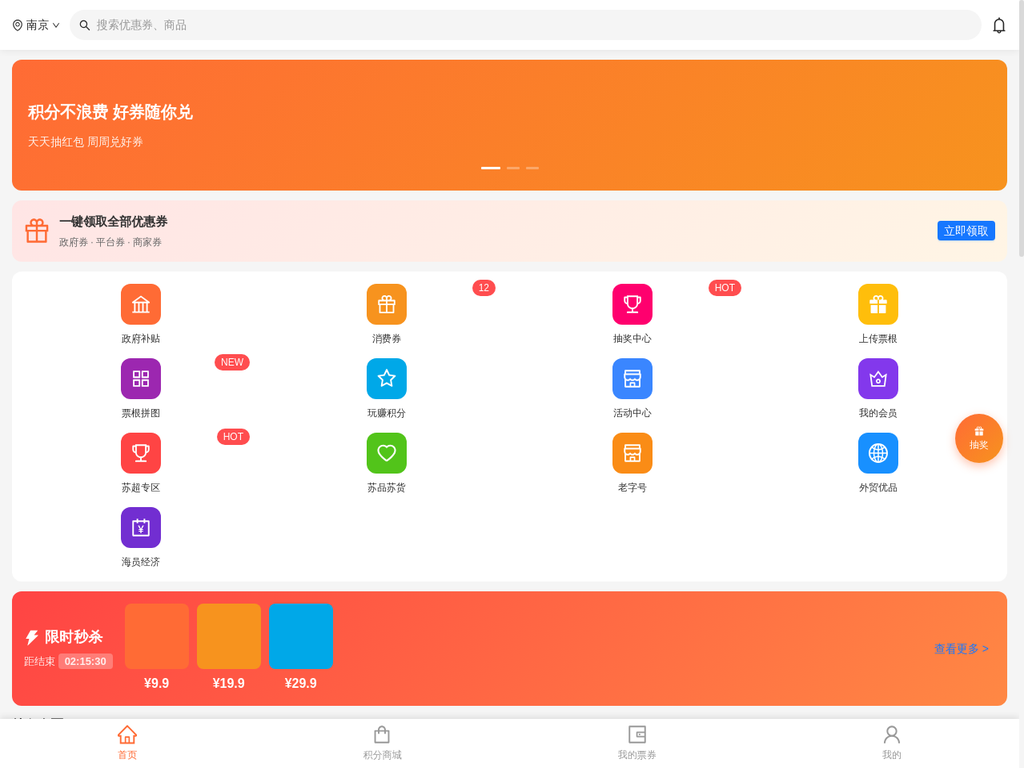 南京
搜索优惠券、商品
积分不浪费 好券随你兑
天天抽红包 周周兑好券
一键领取全部优惠券
政府券 · 平台券 · 商家券
立即领取
12
HOT
政府补贴
消费券
抽奖中心
上传票根
NEW
票根拼图
玩赚积分
活动中心
我的会员
HOT
抽奖
苏超专区
苏品苏货
老字号
外贸优品
¥
海员经济
限时秒杀
距结束 02:15:30
¥9.9
¥19.9
¥29.9
查看更多 >
首页
积分商城
我的票券
我的